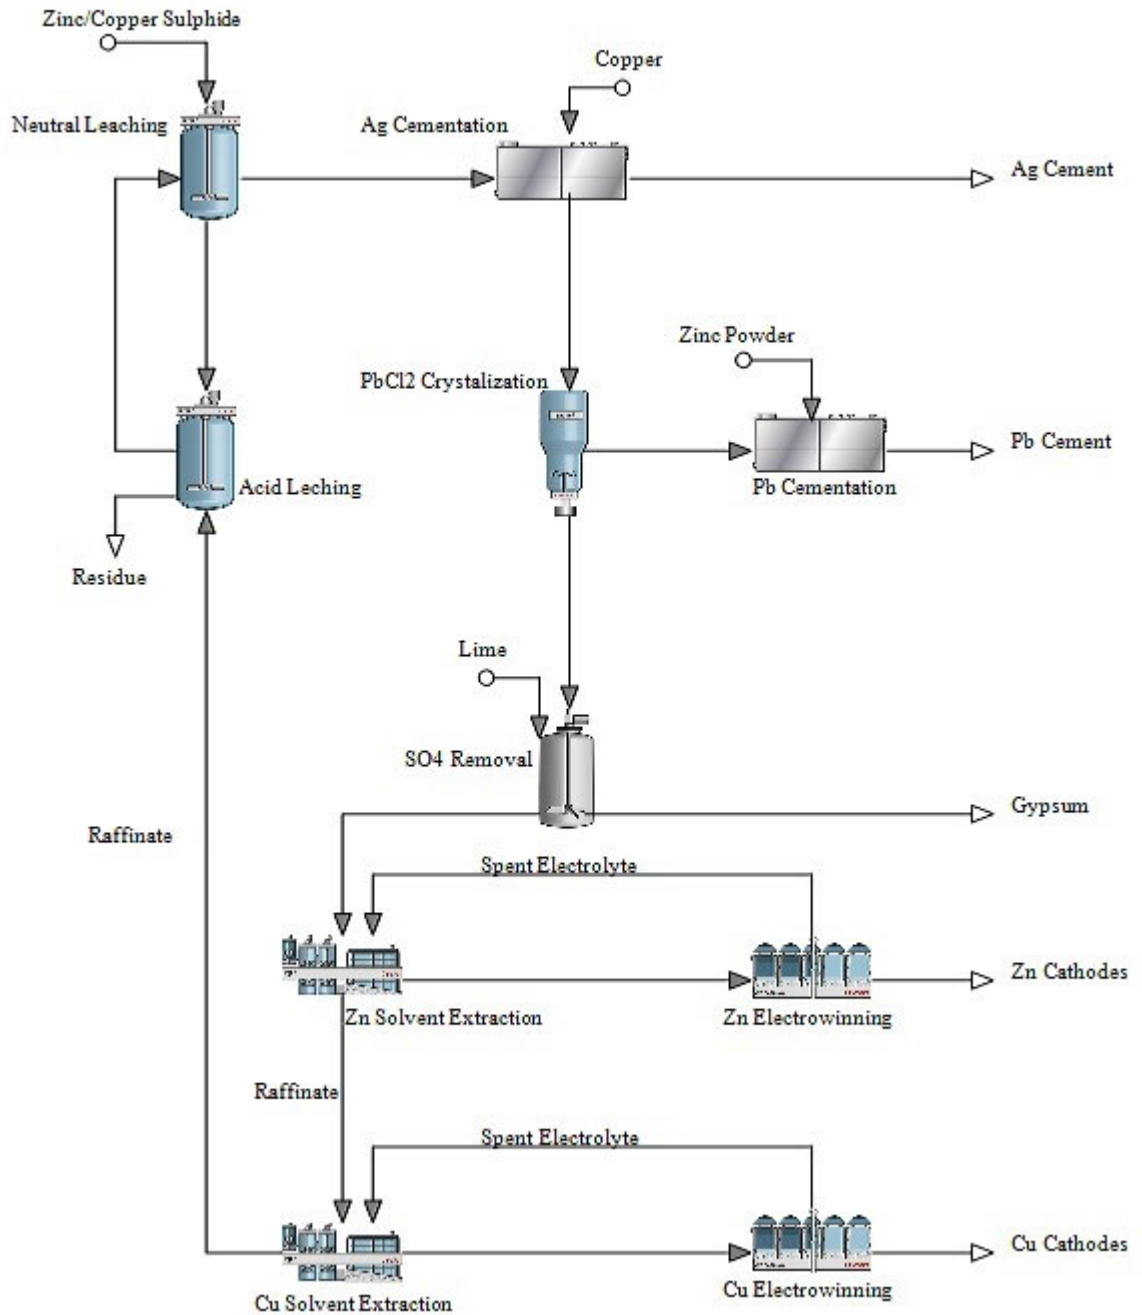 Zinc/Copper Sulphide
Copper
Neutral Leaching
Ag Cementation
Ag Cement
Zinc Powder
PbCl2 Crystalization
Pb Cement
Acid Leching
Pb Cementation
Residue
Lime
SO4 Removal
Gypsum
Raffinate
Spent Electrolyte
Zn Cathodes
Zn Solvent Extraction
Zn Electrowinning
Raffinate
Spent Electrolyte
Cu Cathodes
Cu Solvent Extraction
Cu Electrowinning